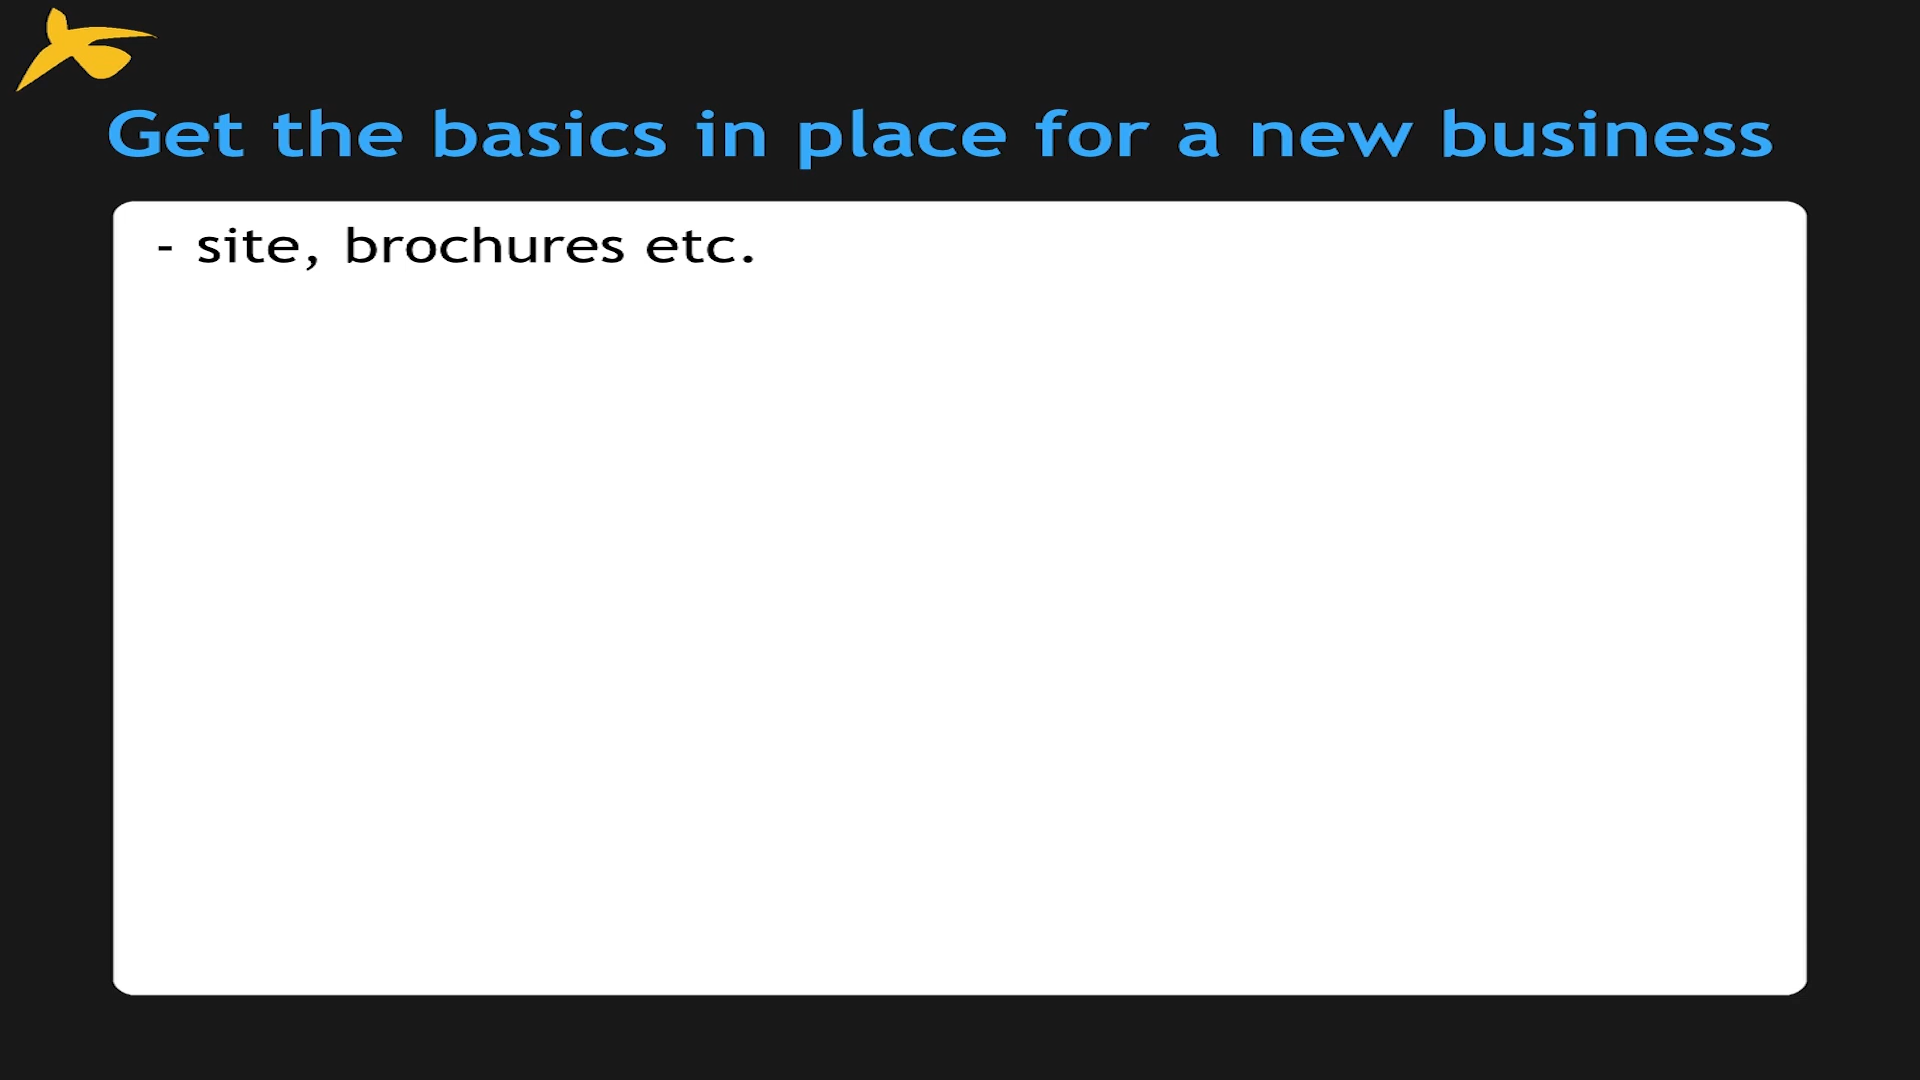 Get the basics in place for a new business
- site, brochures etc.